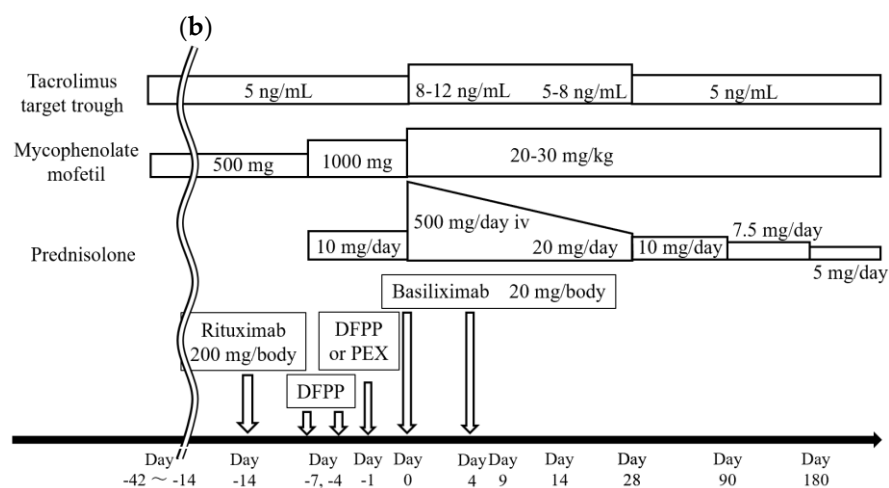 (b)
Tacrolimus
target trough
5 ng/mL
8-12 ng/mL
5-8 ng/mL
5 ng/mL
Mycophenolate
mofetil
500 mg
1000 mg
20-30 mg/kg
Prednisolone
10 mg/day
500 mg/day iv
20 mg/day
10 mg/day
7.5 mg/day
5 mg/day
Basiliximab 20 mg/body
Rituximab
200 mg/body
DFPP
or PEX
DFPP
Day
-42 ~ -14
Day
-14
Day
-7, -4
Day
-1
Day
0
Day
4
Day
9
Day
14
Day
28
Day
90
Day
180